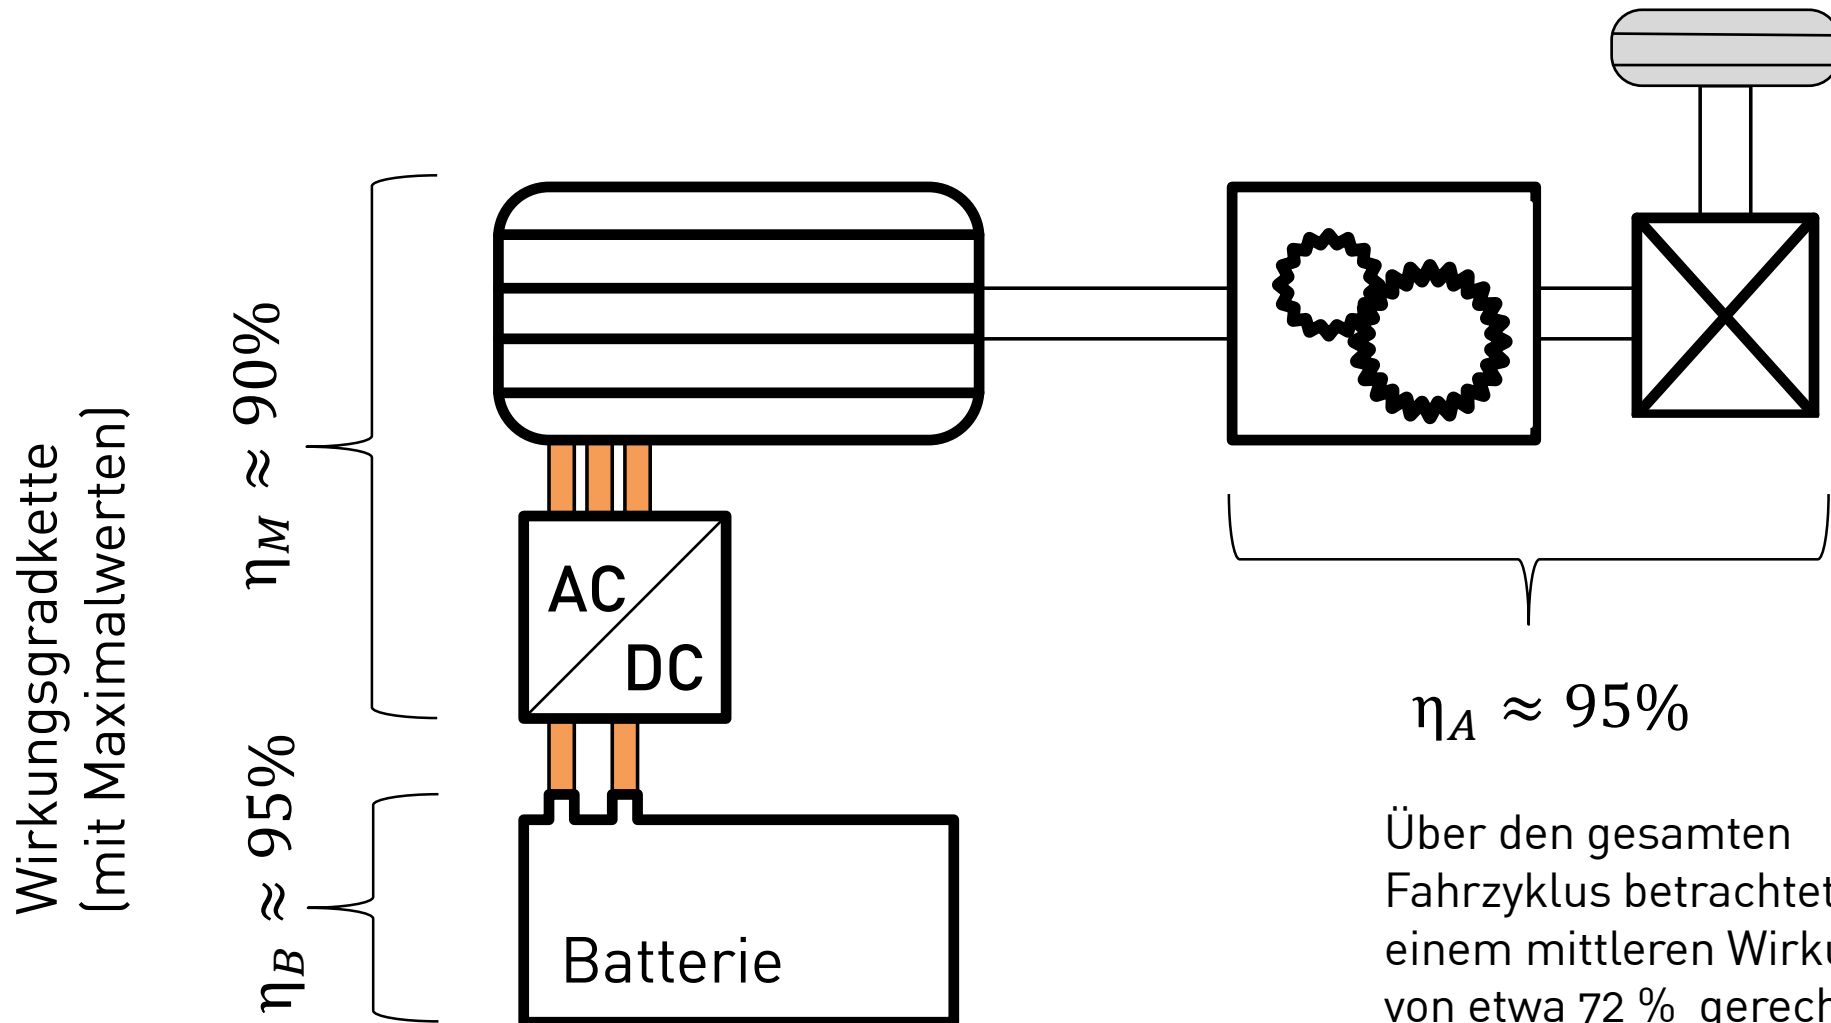 Wirkungsgradkette
(mit Maximalwerten)
η_M ≈ 90%
η_B ≈ 95%
AC
DC
Batterie
η_A ≈ 95%
Über den gesamten
Fahrzyklus betrachtet
einem mittleren
von etwa 72 %